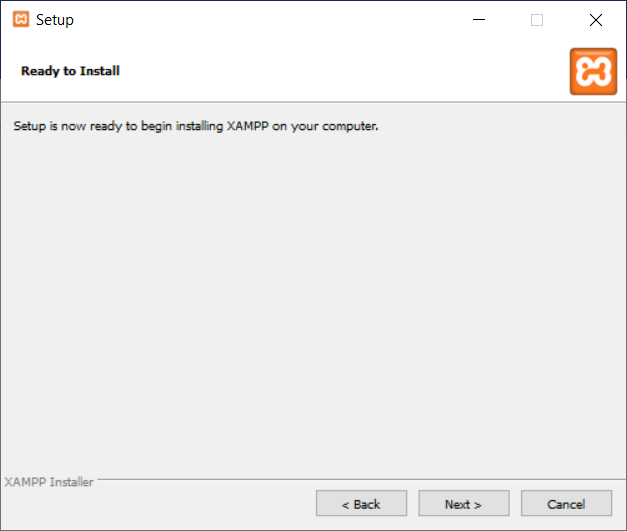 Setup
Ready to Install
Setup is now ready to begin installing XAMPP on your computer.
XAMPP Installer
< Back
Next >
Cancel